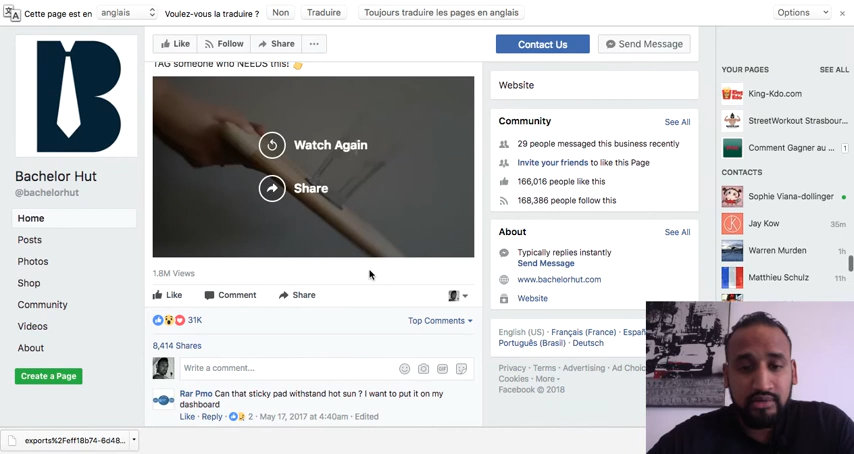 Cette page est en anglais Voulez-vous la traduire ? Non Traduire Toujours traduire les pages en anglais Options
Like Follow Share Contact Us Send Message
TAG someone who NEEDS this!
B
Bachelor Hut
@bachelorhut
Home
Posts
Photos
Shop
Community
Videos
About
Create a Page
Watch Again
Share
1.8M Views
Like Comment Share
31K Top Comments
8,414 Shares
Write a comment...
Rar Pmo Can that sticky pad withstand hot sun ? I want to put it on my
dashboard
Like · Reply · 2 · May 17, 2017 at 4:40am · Edited
Website
Community See All
29 people messaged this business recently
Invite your friends to like this Page
166,016 people like this
168,386 people follow this
About See All
Typically replies instantly
Send Message
www.bachelorhut.com
Website
English (US) · Français (France) · Españ
Português (Brasil) · Deutsch
Privacy · Terms · Advertising · Ad Choic
Cookies · More
Facebook © 2018
YOUR PAGES SEE ALL
King-Kdo.com
StreetWorkout Strasbour...
Comment Gagner au ... 1
CONTACTS
Sophie Viana-dollinger
Jay Kow 35m
Warren Murden 1h
Matthieu Schulz 11h
exports%2Feff18b74-6d48...